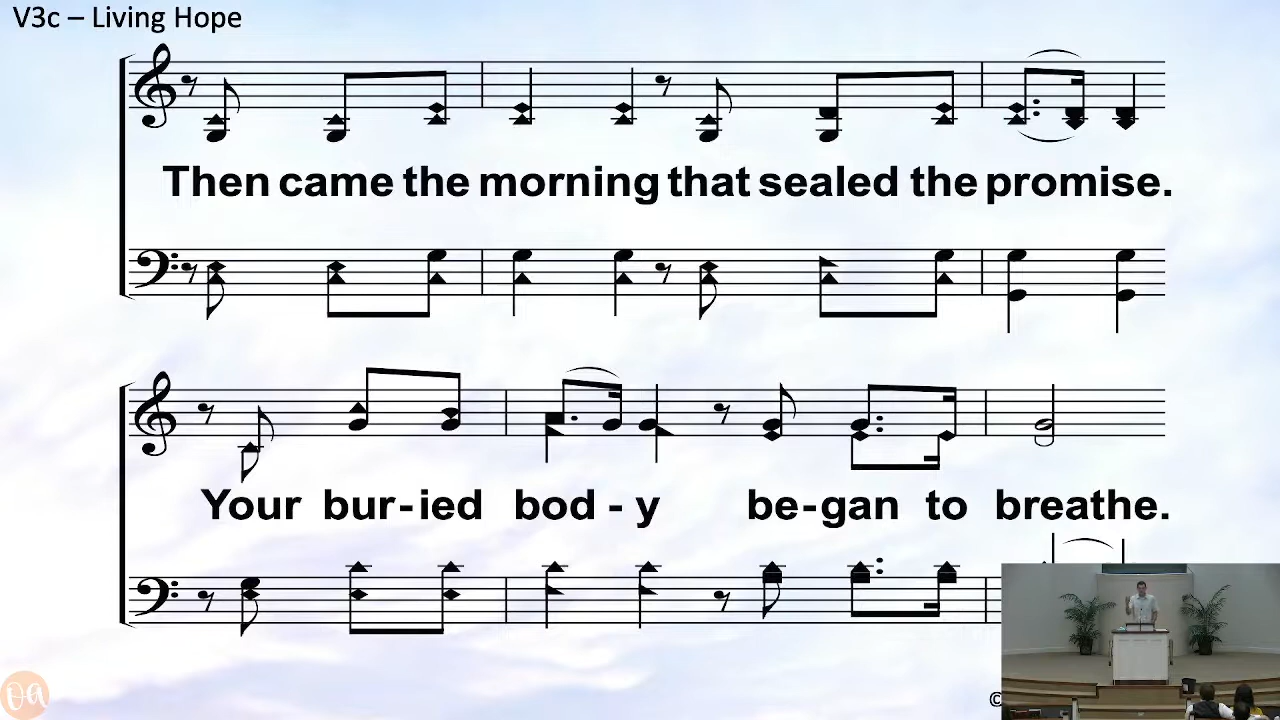 V3c – Living Hope
Then came the morning that sealed the promise.
Your bur-ied bod - y be-gan to breathe.
©
oa